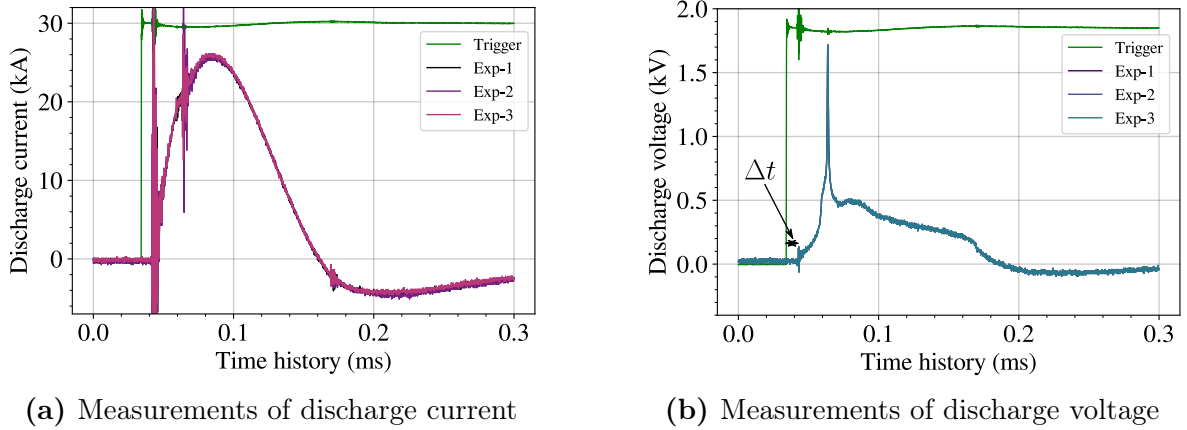 30
20
10
0
Discharge current (kA)
Trigger
Exp-1
Exp-2
Exp-3
0.0 0.1 0.2 0.3
Time history (ms)
(a) Measurements of discharge current
2.0
1.5
1.0
0.5
0.0
Discharge voltage (kV)
Trigger
Exp-1
Exp-2
Exp-3
Δt
0.0 0.1 0.2 0.3
Time history (ms)
(b) Measurements of discharge voltage